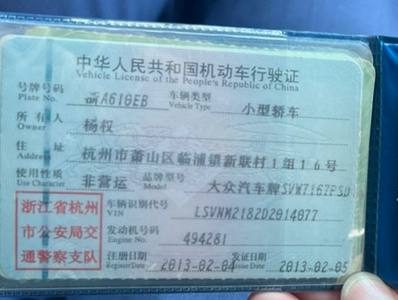 中华人民共和国机动车行驶证
Vehicle License of the People's Republic of China
号牌号码 浙A610EB 车辆类型 小型轿车
Plate No. Vehicle Type
所有人 杨权
Owner
住址 杭州市萧山区临浦镇新联村1组16号
Address
使用性质 非营运 品牌型号 大众汽车牌SVW7167PSD
Use Character Model
浙江省杭州
市公安局交
通警察支队
车辆识别代号 LSVNM2182D2014077
VIN
发动机号码 494281
Engine No.
注册日期 2013-02-04 发证日期 2013-02-05
Register Date Issue Date